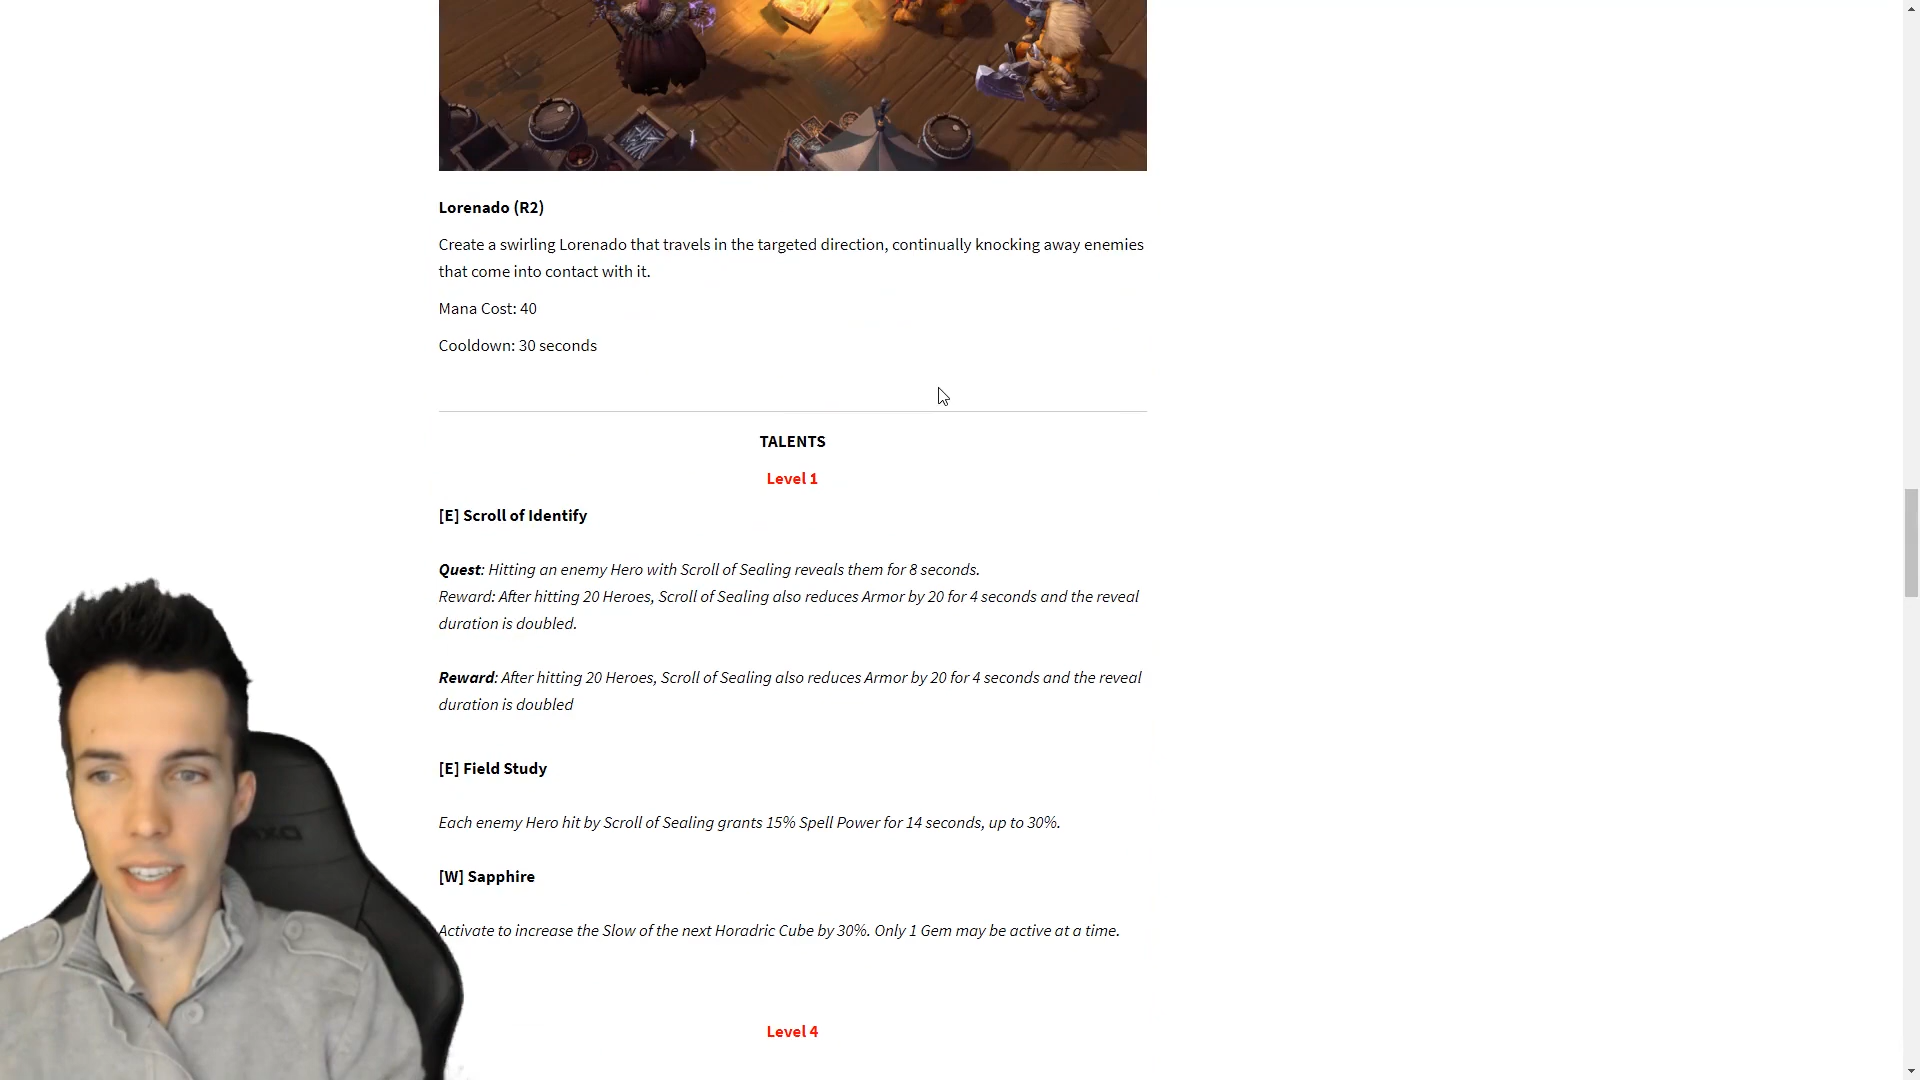 Lorenado (R2)
Create a swirling Lorenado that travels in the targeted direction, continually knocking away enemies
that come into contact with it.
Mana Cost: 40
Cooldown: 30 seconds
TALENTS
Level 1
[E] Scroll of Identify
Quest: Hitting an enemy Hero with Scroll of Sealing reveals them for 8 seconds.
Reward: After hitting 20 Heroes, Scroll of Sealing also reduces Armor by 20 for 4 seconds and the reveal
duration is doubled.
Reward: After hitting 20 Heroes, Scroll of Sealing also reduces Armor by 20 for 4 seconds and the reveal
duration is doubled
[E] Field Study
Each enemy Hero hit by Scroll of Sealing grants 15% Spell Power for 14 seconds, up to 30%.
[W] Sapphire
Activate to increase the Slow of the next Horadric Cube by 30%. Only 1 Gem may be active at a time.
Level 4